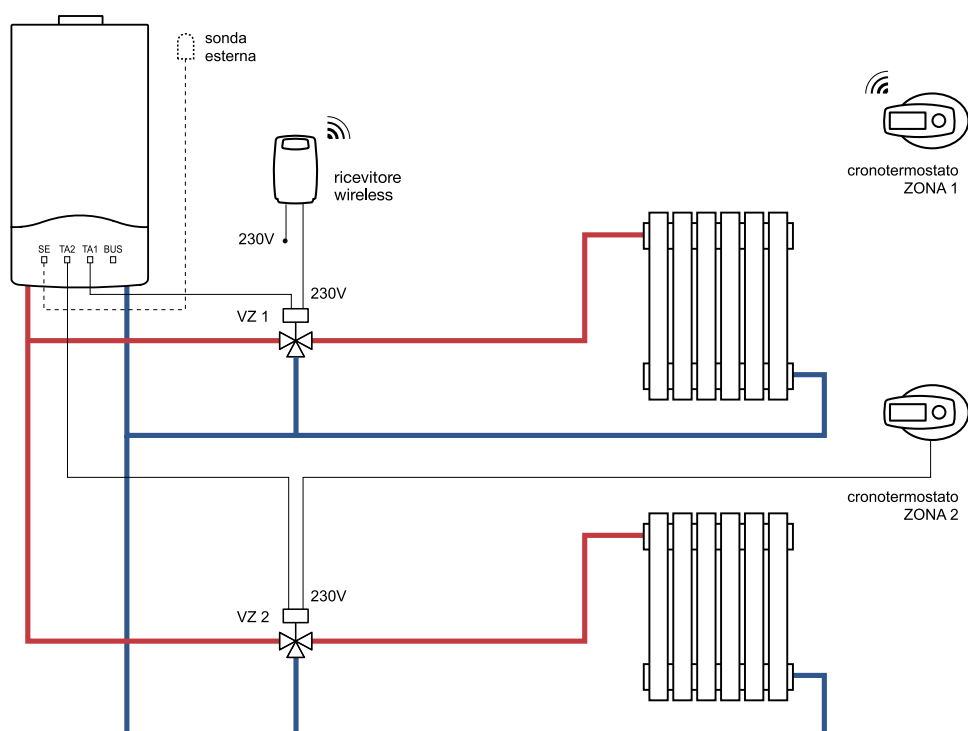 sonda
esterna
ricevitore
wireless
cronotermostato
ZONA 1
230V
SE TA2 TA1 BUS
230V
VZ 1
cronotermostato
ZONA 2
230V
VZ 2